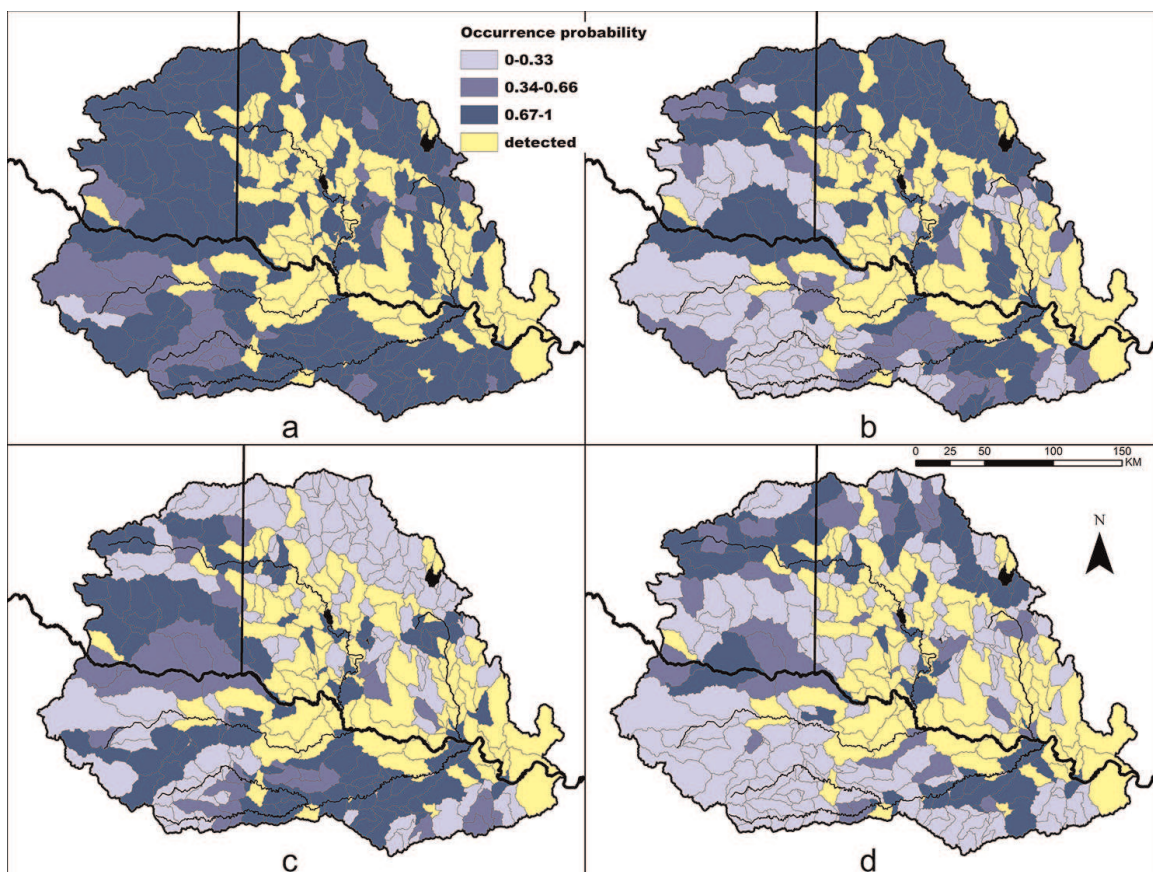 Occurrence probability
0-0.33
0.34-0.66
0.67-1
detected
a
b
0 25 50 100 150
KM
N
c
d